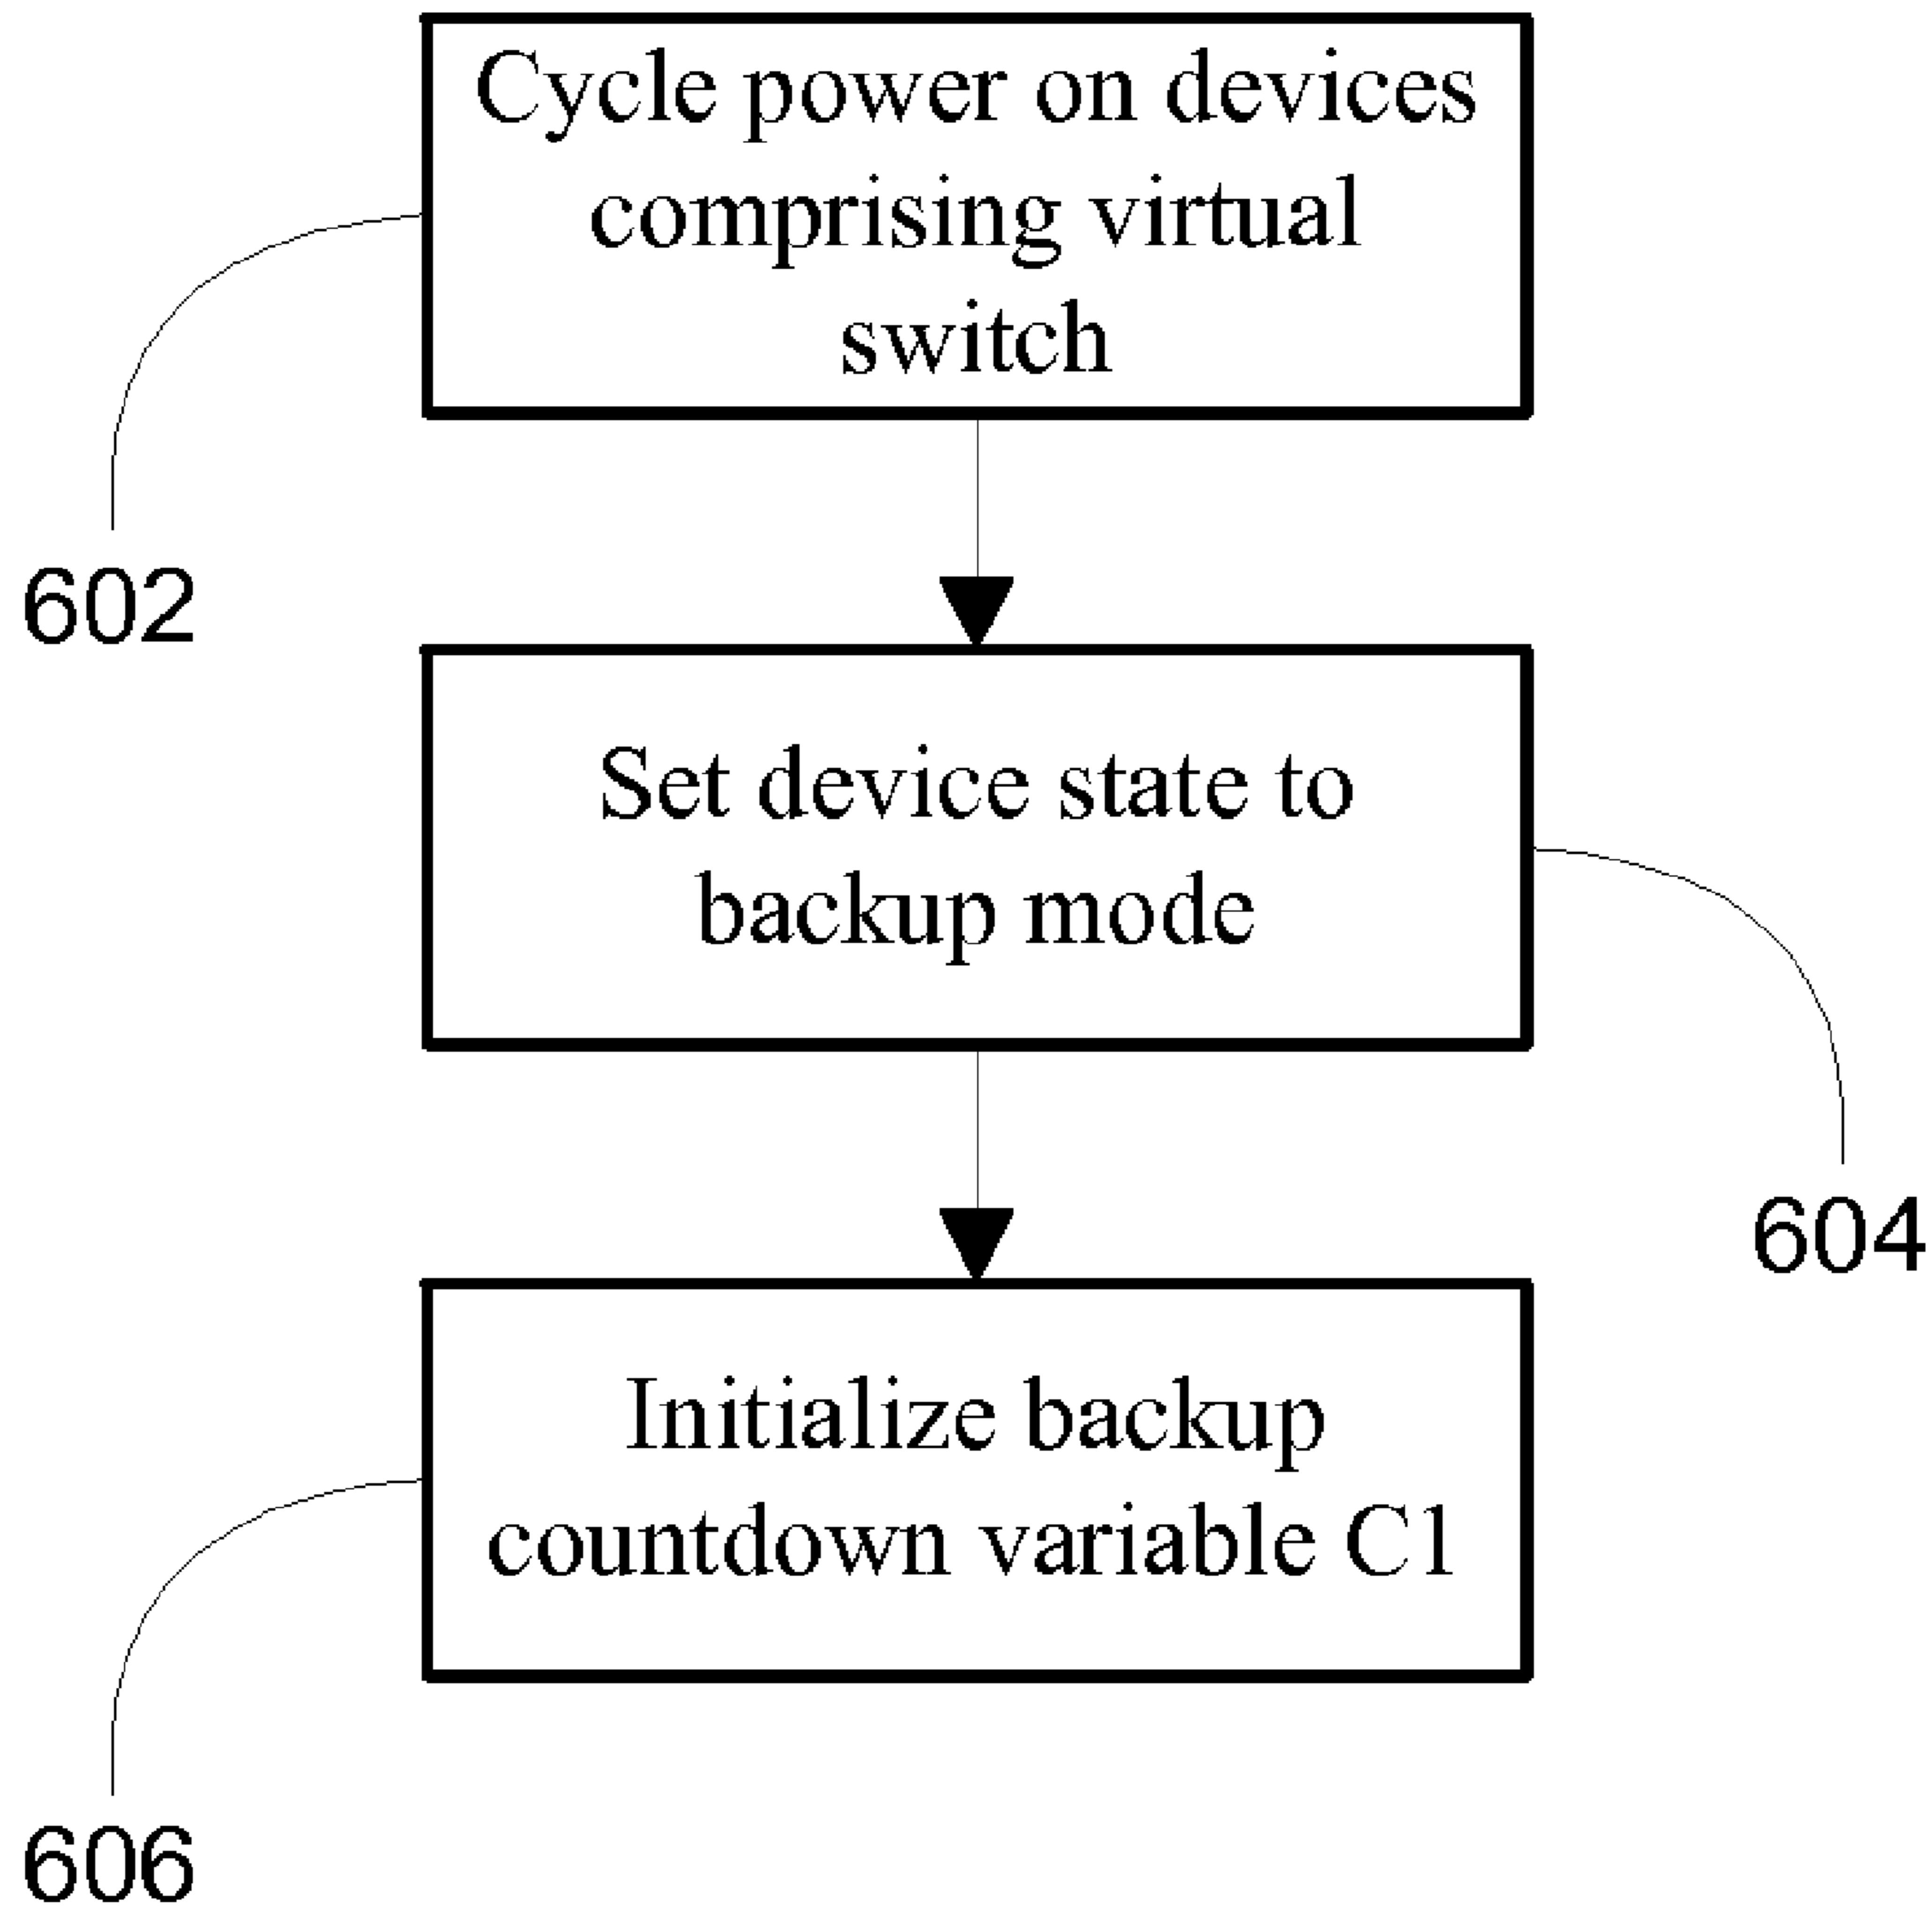 Cycle power on devices
comprising virtual
switch
602
Set device state to
backup mode
604
Initialize backup
countdown variable C1
606